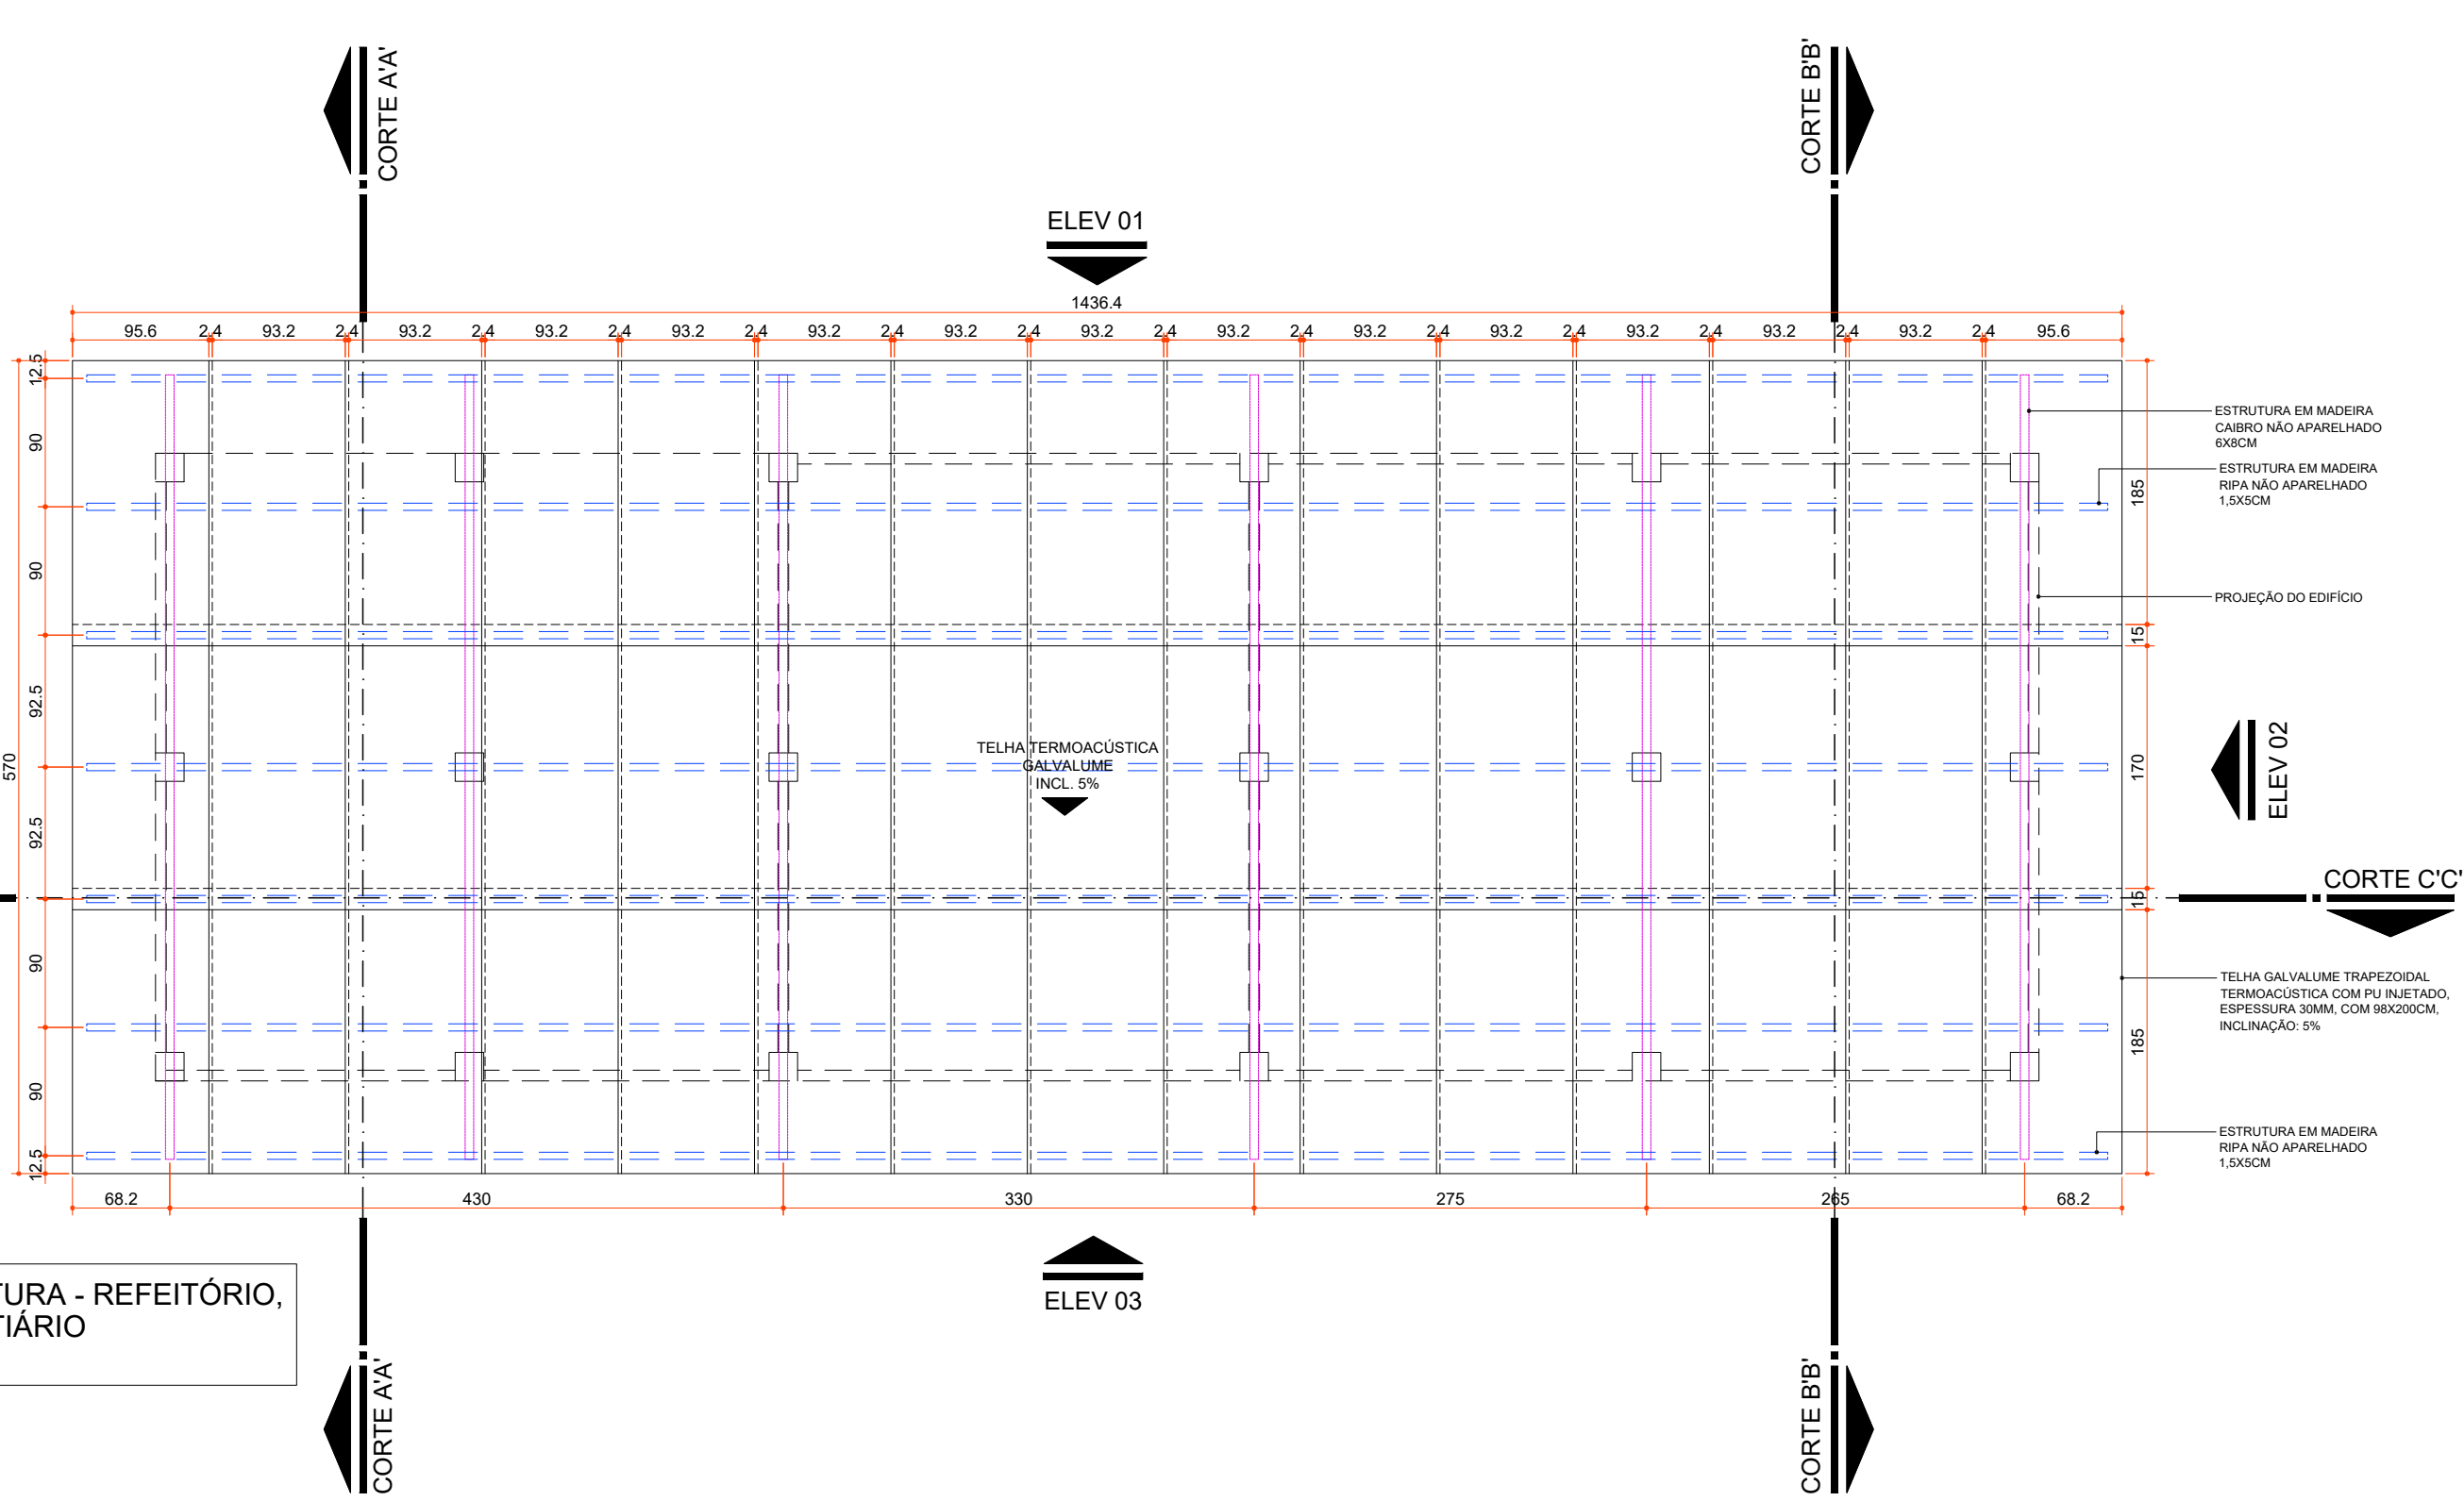 CORTE A'A'
CORTE B'B'
ELEV 01
1436.4
95.6 2.4 93.2 2.4 93.2 2.4 93.2 2.4 93.2 2.4 93.2 2.4 93.2 2.4 93.2 2.4 93.2 2.4 93.2 2.4 93.2 2.4 93.2 2.4 93.2 2.4 93.2 2.4 95.6
12.5
90
90
92.5
92.5
90
90
12.5
570
ESTRUTURA EM MADEIRA
CAIBRO NÃO APARELHADO
6X8CM
ESTRUTURA EM MADEIRA
RIPA NÃO APARELHADO
1,5X5CM
PROJEÇÃO DO EDIFÍCIO
185
15
170
15
185
TELHA TERMOACÚSTICA
GALVALUME
INCL. 5%
ELEV 02
CORTE C'C'
TELHA GALVALUME TRAPEZOIDAL
TERMOACÚSTICA COM PU INJETADO,
ESPESSURA 30MM, COM 98X200CM,
INCLINAÇÃO: 5%
ESTRUTURA EM MADEIRA
RIPA NÃO APARELHADO
1,5X5CM
68.2 430 330 275 265 68.2
ELEV 03
TURA - REFEITÓRIO,
TIÁRIO
CORTE A'A'
CORTE B'B'